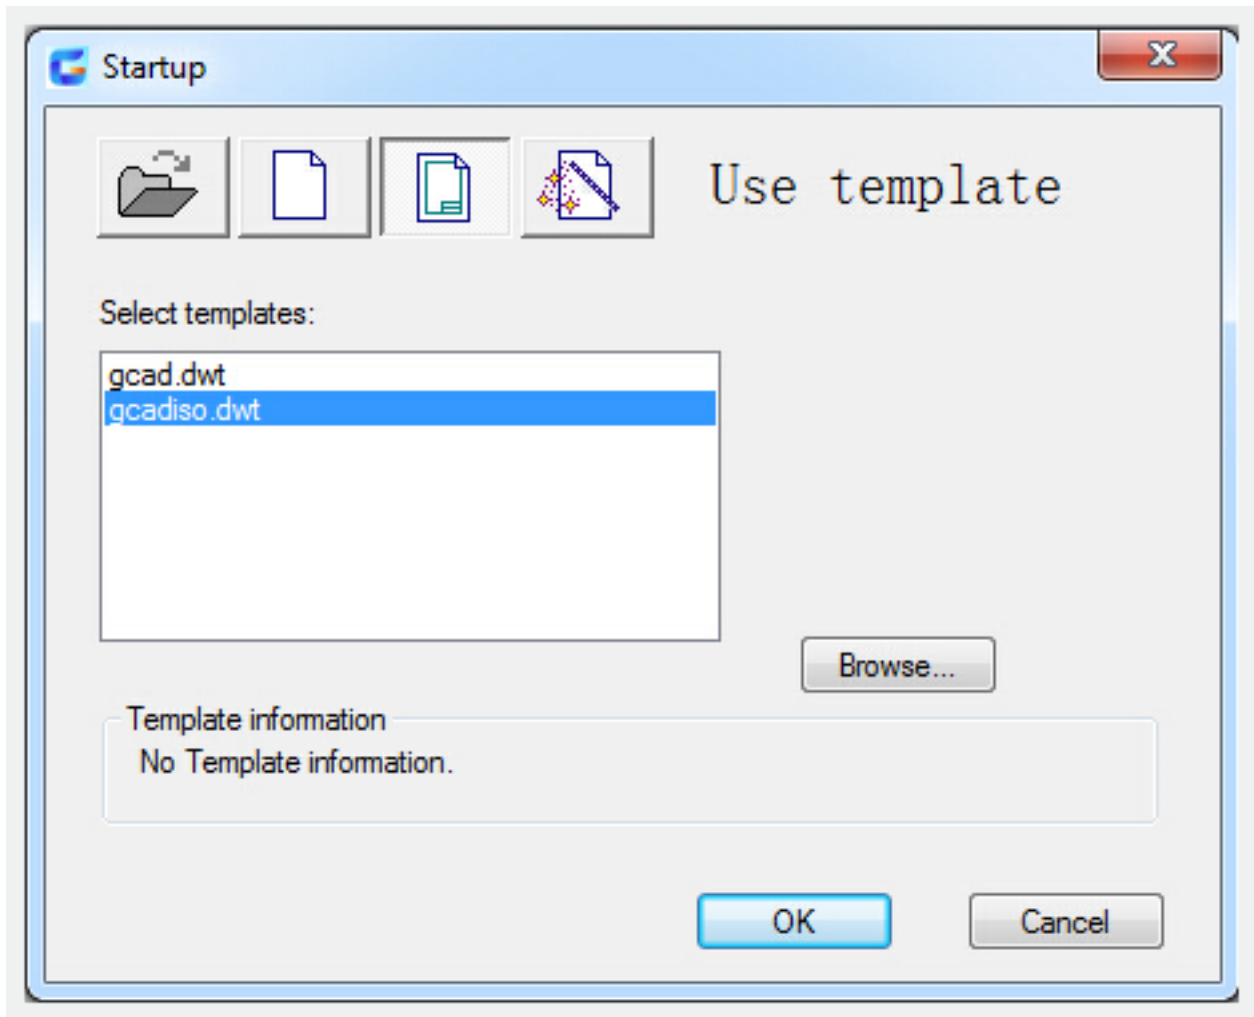 Startup
Use template
Select templates:
gcad.dwt
gcadiso.dwt
Browse...
Template information
No Template information.
OK
Cancel